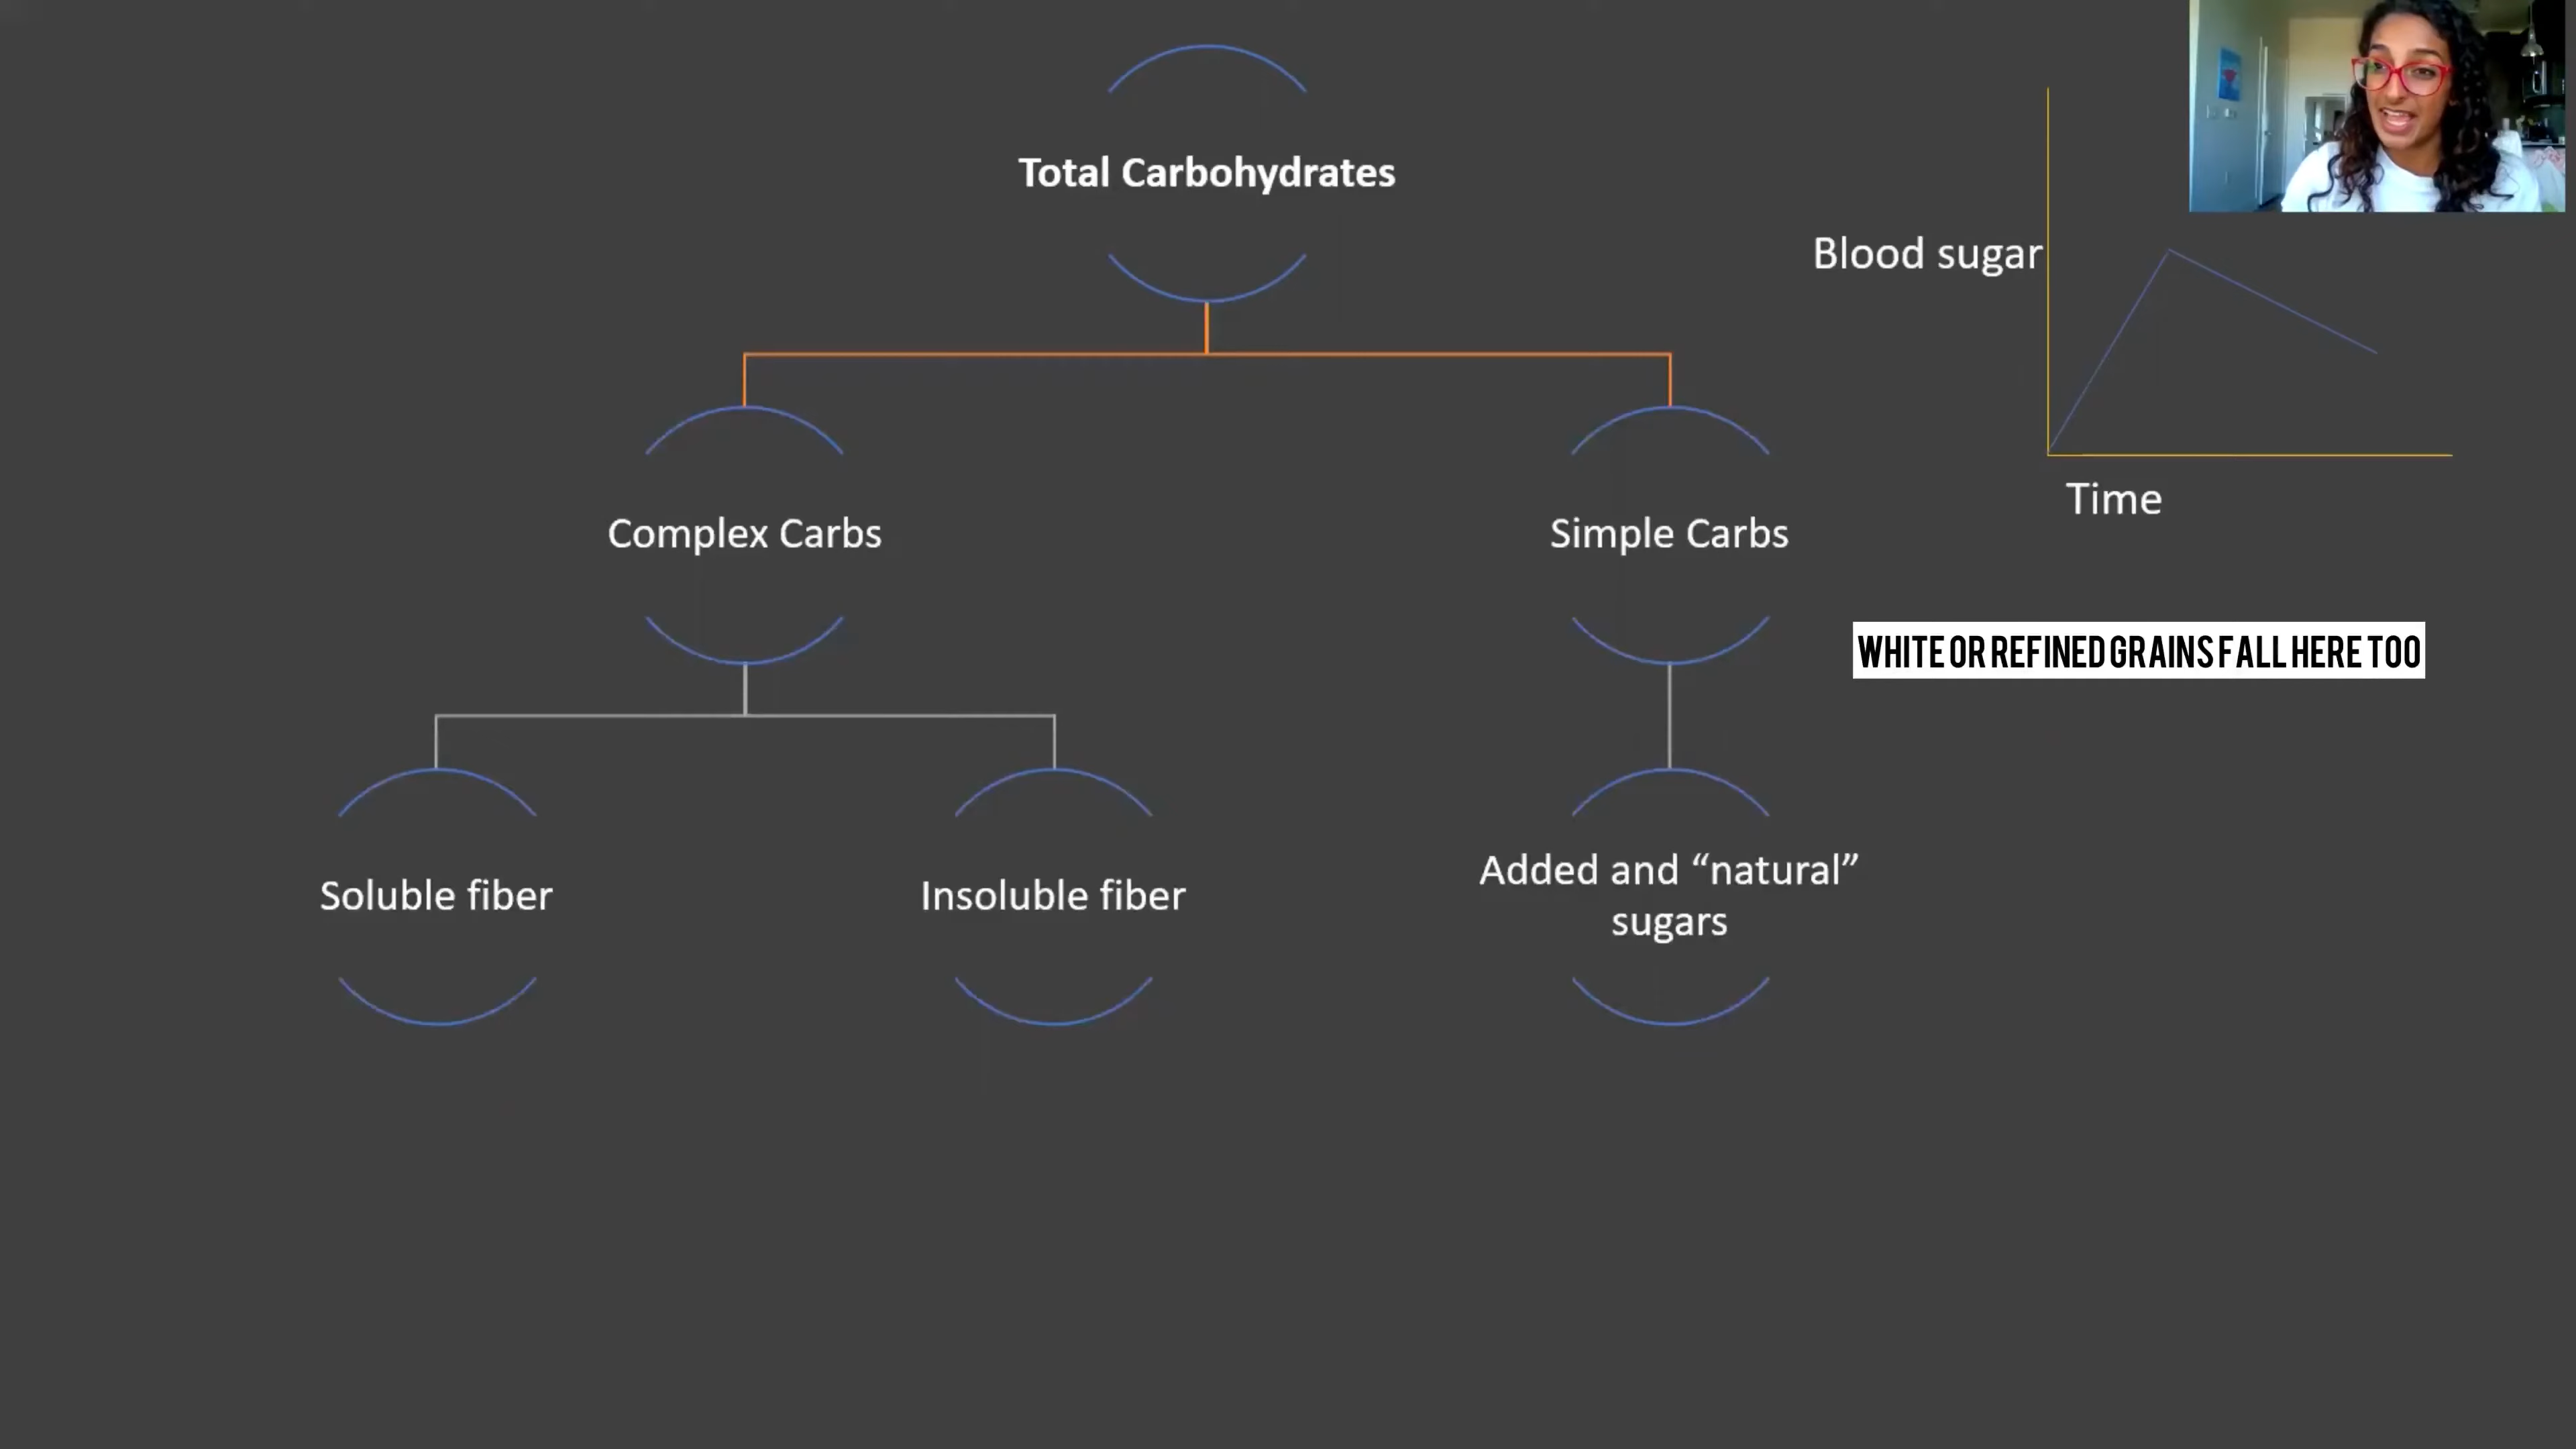 Total Carbohydrates
Blood sugar
Time
Complex Carbs
Simple Carbs
WHITE OR REFINED GRAINS FALL HERE TOO
Soluble fiber
Insoluble fiber
Added and “natural”
sugars